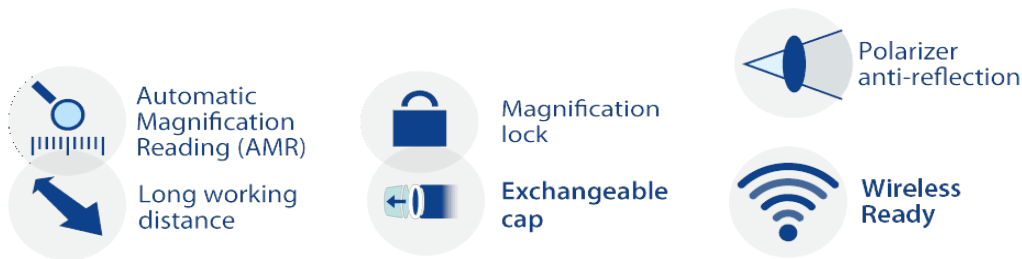 Automatic
Magnification
Reading (AMR)
Long working
distance
Magnification
lock
Exchangeable
cap
Polarizer
anti-reflection
Wireless
Ready